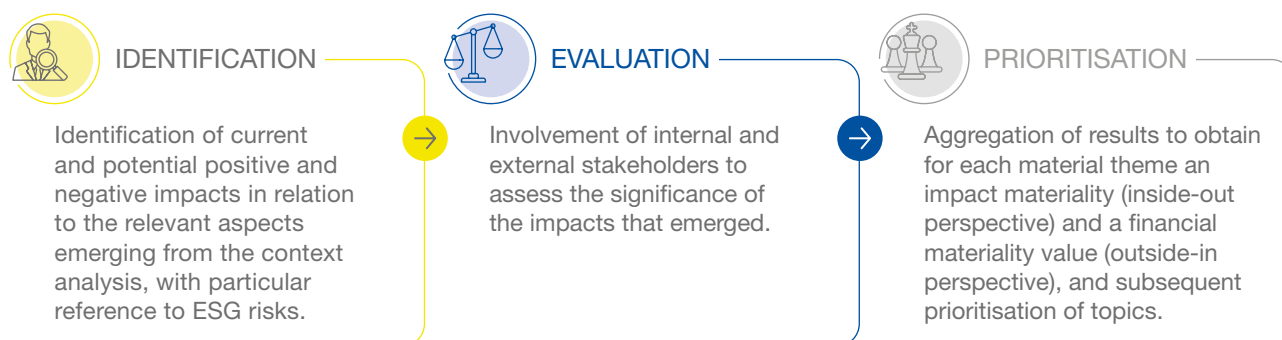 IDENTIFICATION
Identification of current
and potential positive and
negative impacts in relation
to the relevant aspects
emerging from the context
analysis, with particular
reference to ESG risks.
EVALUATION
Involvement of internal and
external stakeholders to
assess the significance of
the impacts that emerged.
PRIORITISATION
Aggregation of results to obtain
for each material theme an
impact materiality (inside-out
perspective) and a financial
materiality value (outside-in
perspective), and subsequent
prioritisation of topics.